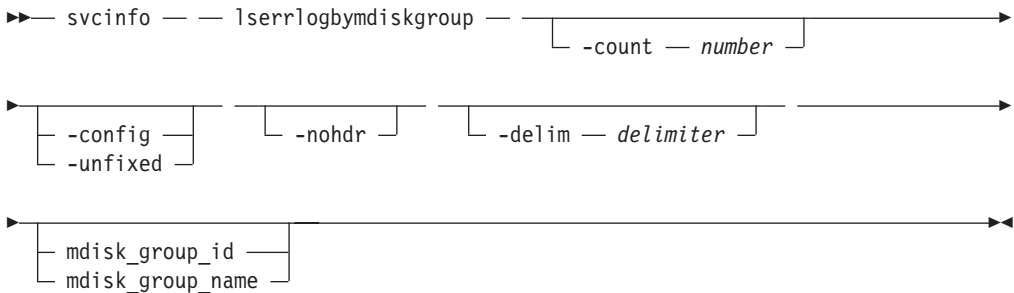 svcinfo lserrlogbymdiskgroup
-count number
-config -nohdr -delim delimiter
-unfixed
mdisk_group_id
mdisk_group_name